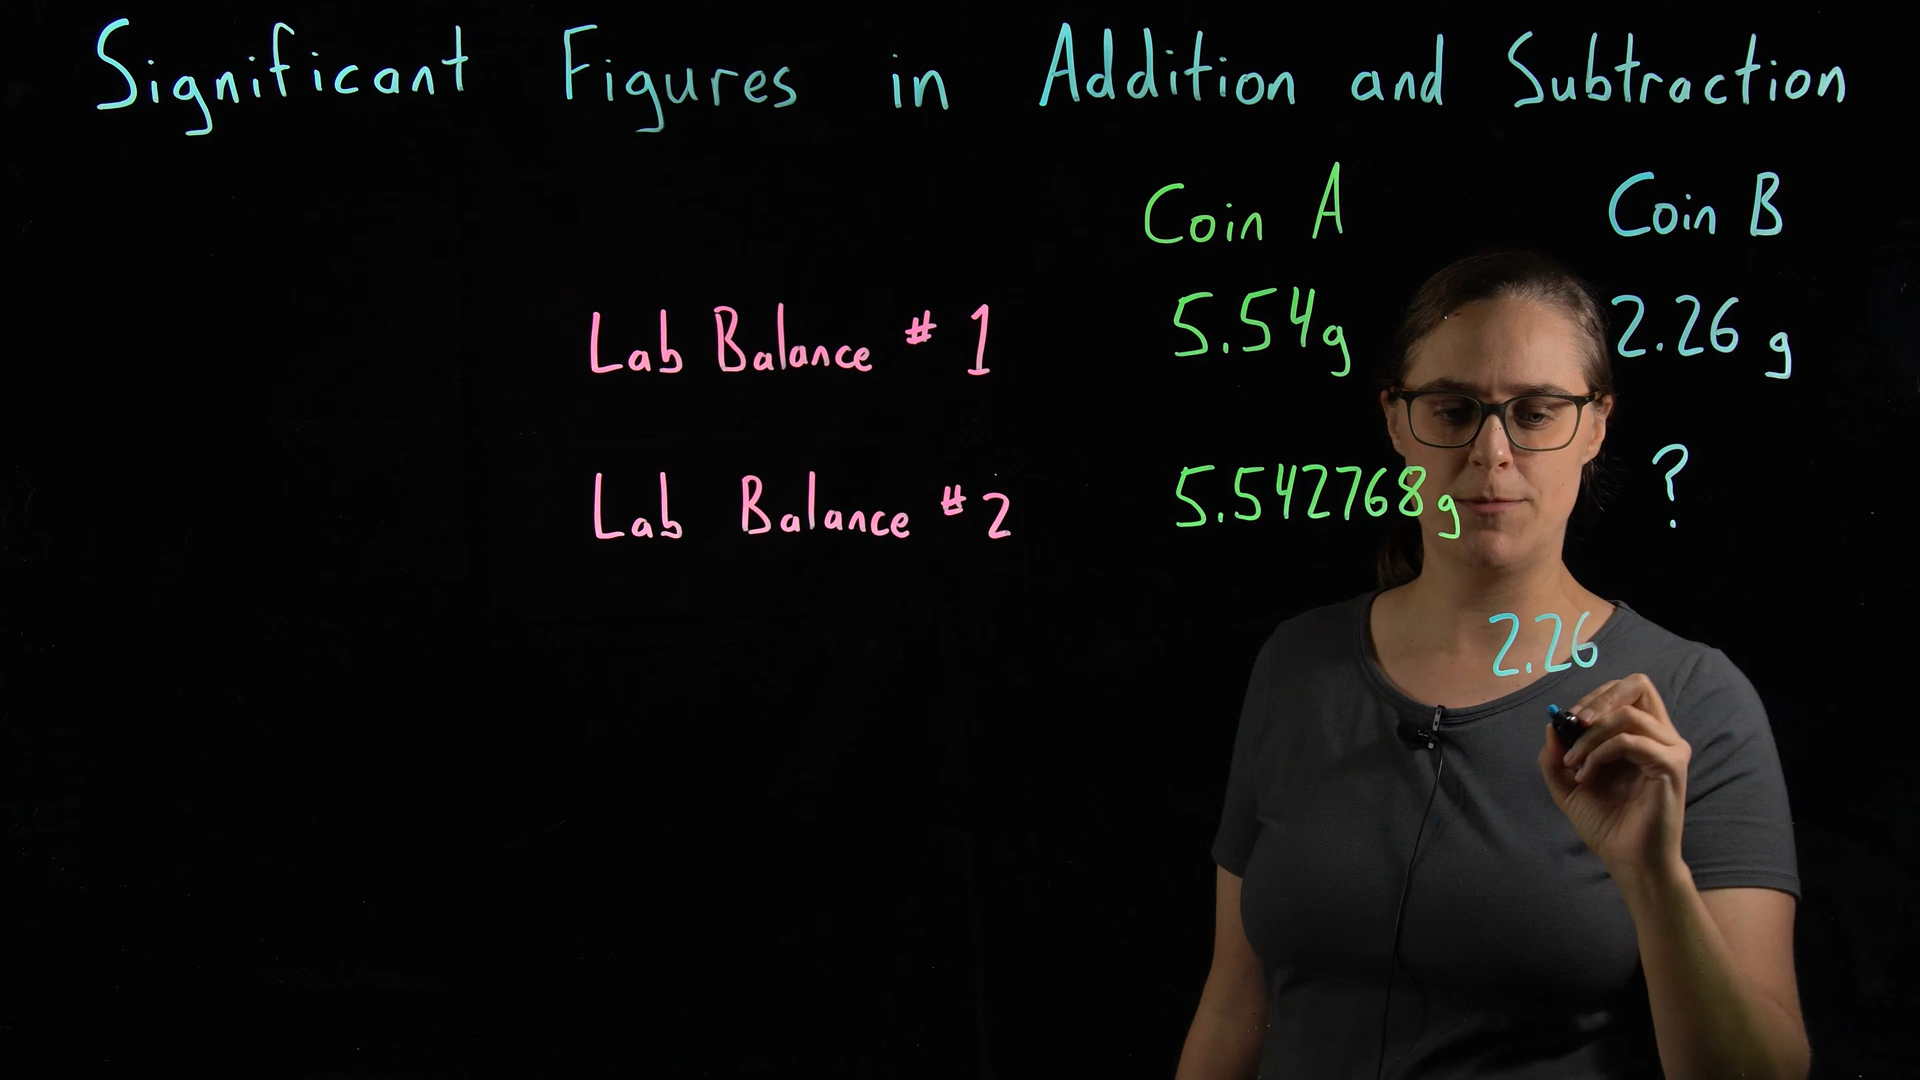 Significant Figures in Addition and Subtraction
Coin A Coin B
Lab Balance # 1 5.54g 2.26 g
Lab Balance # 2 5.542768g ?
2.26